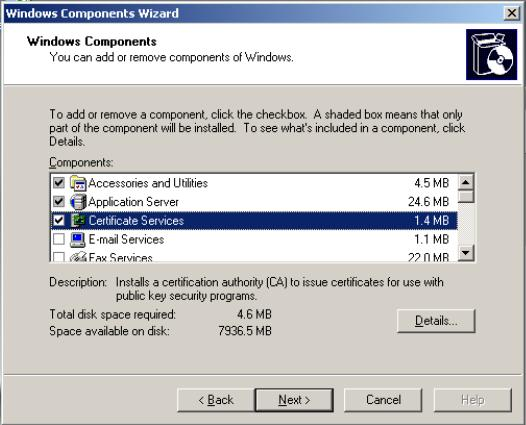 Windows Components Wizard
Windows Components
You can add or remove components of Windows.
To add or remove a component, click the checkbox. A shaded box means that only
part of the component will be installed. To see what's included in a component, click
Details.
Components:
Accessories and Utilities 4.5 MB
Application Server 24.6 MB
Certificate Services 1.4 MB
E-mail Services 1.1 MB
Fax Services 22.0 MB
Description: Installs a certification authority (CA) to issue certificates for use with
public key security programs.
Total disk space required: 4.6 MB
Space available on disk: 7936.5 MB
Details...
< Back
Next >
Cancel
Help